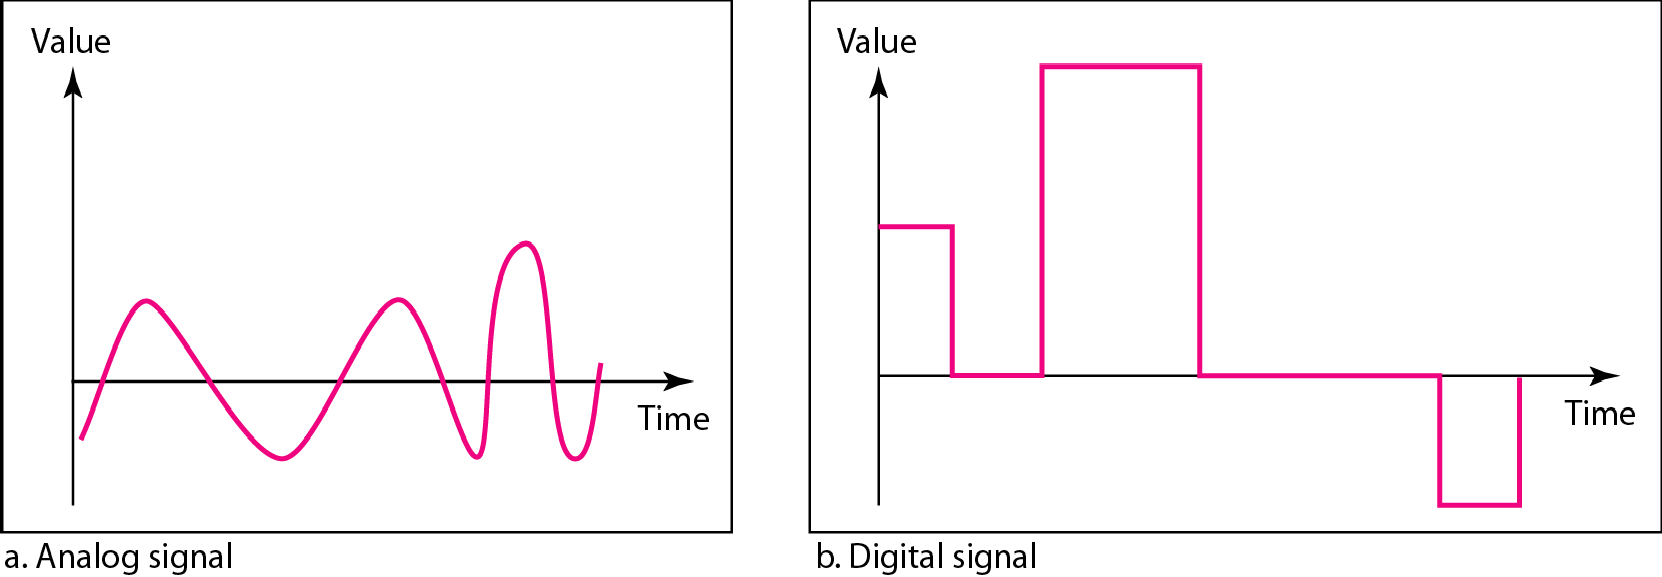 Value
Time
a. Analog signal
Value
Time
b. Digital signal